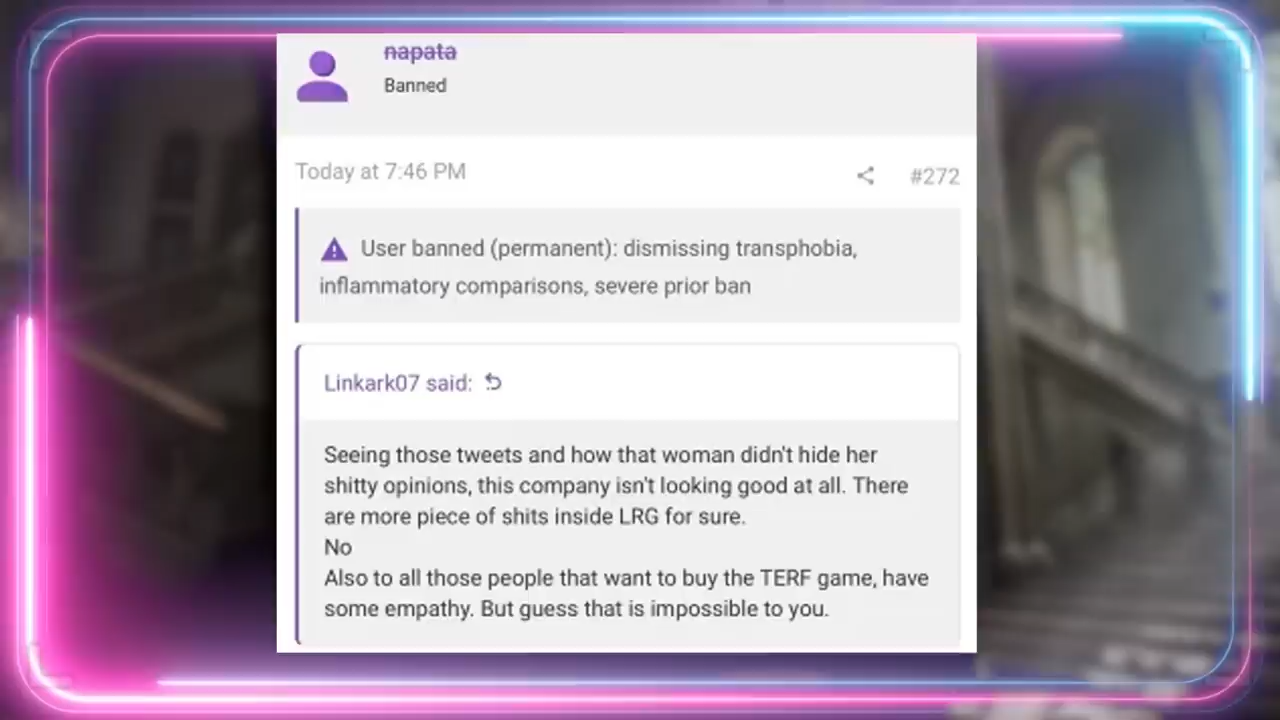 napata
Banned
Today at 7:46 PM
#272
User banned (permanent): dismissing transphobia,
inflammatory comparisons, severe prior ban
Linkark07 said:
Seeing those tweets and how that woman didn't hide her
shitty opinions, this company isn't looking good at all. There
are more piece of shits inside LRG for sure.
No
Also to all those people that want to buy the TERF game, have
some empathy. But guess that is impossible to you.